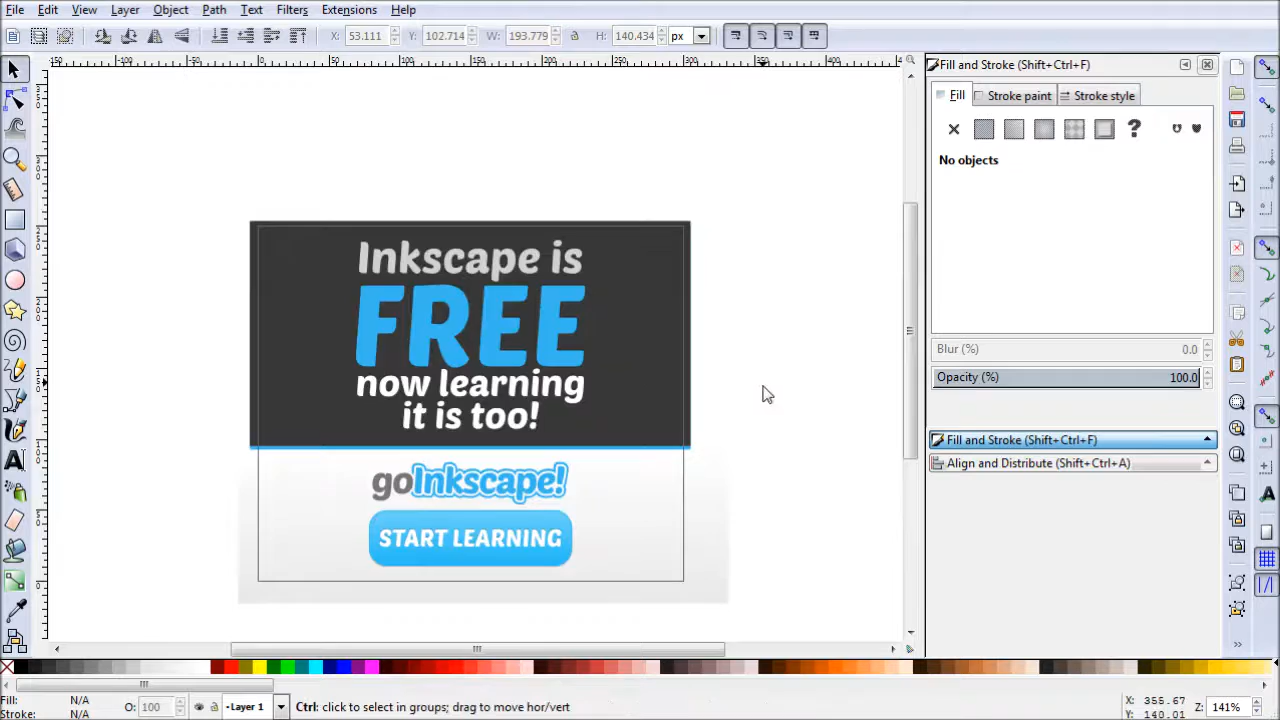 File Edit View Layer Object Path Text Filters Extensions Help
X: 53.111 Y: 102.714 W: 193.779 H: 140.434 px
Fill and Stroke (Shift+Ctrl+F)
Fill Stroke paint Stroke style
No objects
Blur (%) 0.0
Opacity (%) 100.0
Fill and Stroke (Shift+Ctrl+F)
Align and Distribute (Shift+Ctrl+A)
Inkscape is
FREE
now learning
it is too!
goInkscape!
START LEARNING
Fill: N/A
Stroke: N/A
O: 100
Layer 1
Ctrl: click to select in groups; drag to move hor/vert
X: 355.67
Y: 140.01
Z: 141%